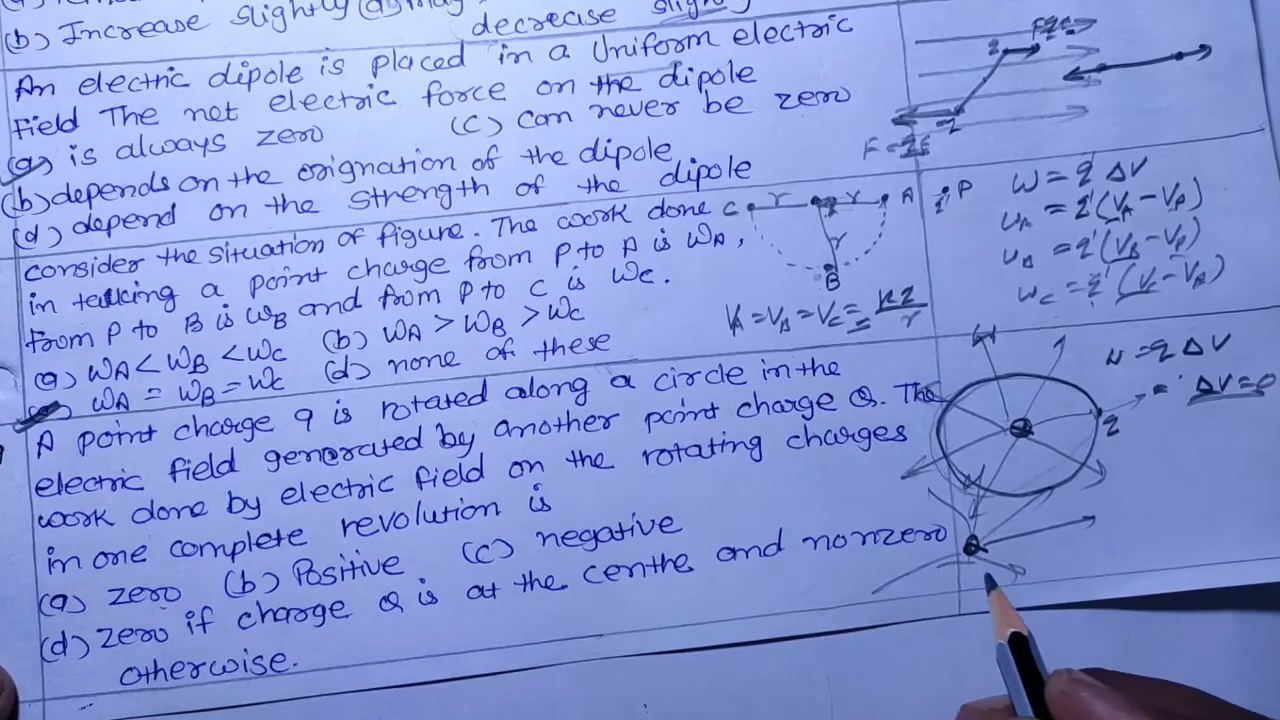 (b) Increase slightly
decrease
An electric dipole is placed in a Uniform electric
field The net electric force on the dipole
(a) is always zero (c) can never be zero
(b) depends on the orignation of the dipole
(d) depend on the strength of the dipole
consider the situation of figure. The work done
in taking a point charge from P to A is WA,
from P to B is WB and from P to C is Wc.
(a) WA < WB < Wc (b) WA > WB > Wc
WA = WB = Wc (d) none of these
A point charge q is rotated along a circle in the
electric field generated by another point charge Q. The
work done by electric field on the rotating charges
in one complete revolution is
(a) zero (b) Positive (c) negative
(d) zero if charge Q is at the centhe and nonzero
otherwise.
F = qE
C r r A P
r
B
VA = VB = VC = kq/r
W = q ΔV
WA = q'(VA - VP)
WB = q'(VB - VP)
WC = q'(VC - VP)
W = q ΔV
= ΔV = 0
Q q
Q